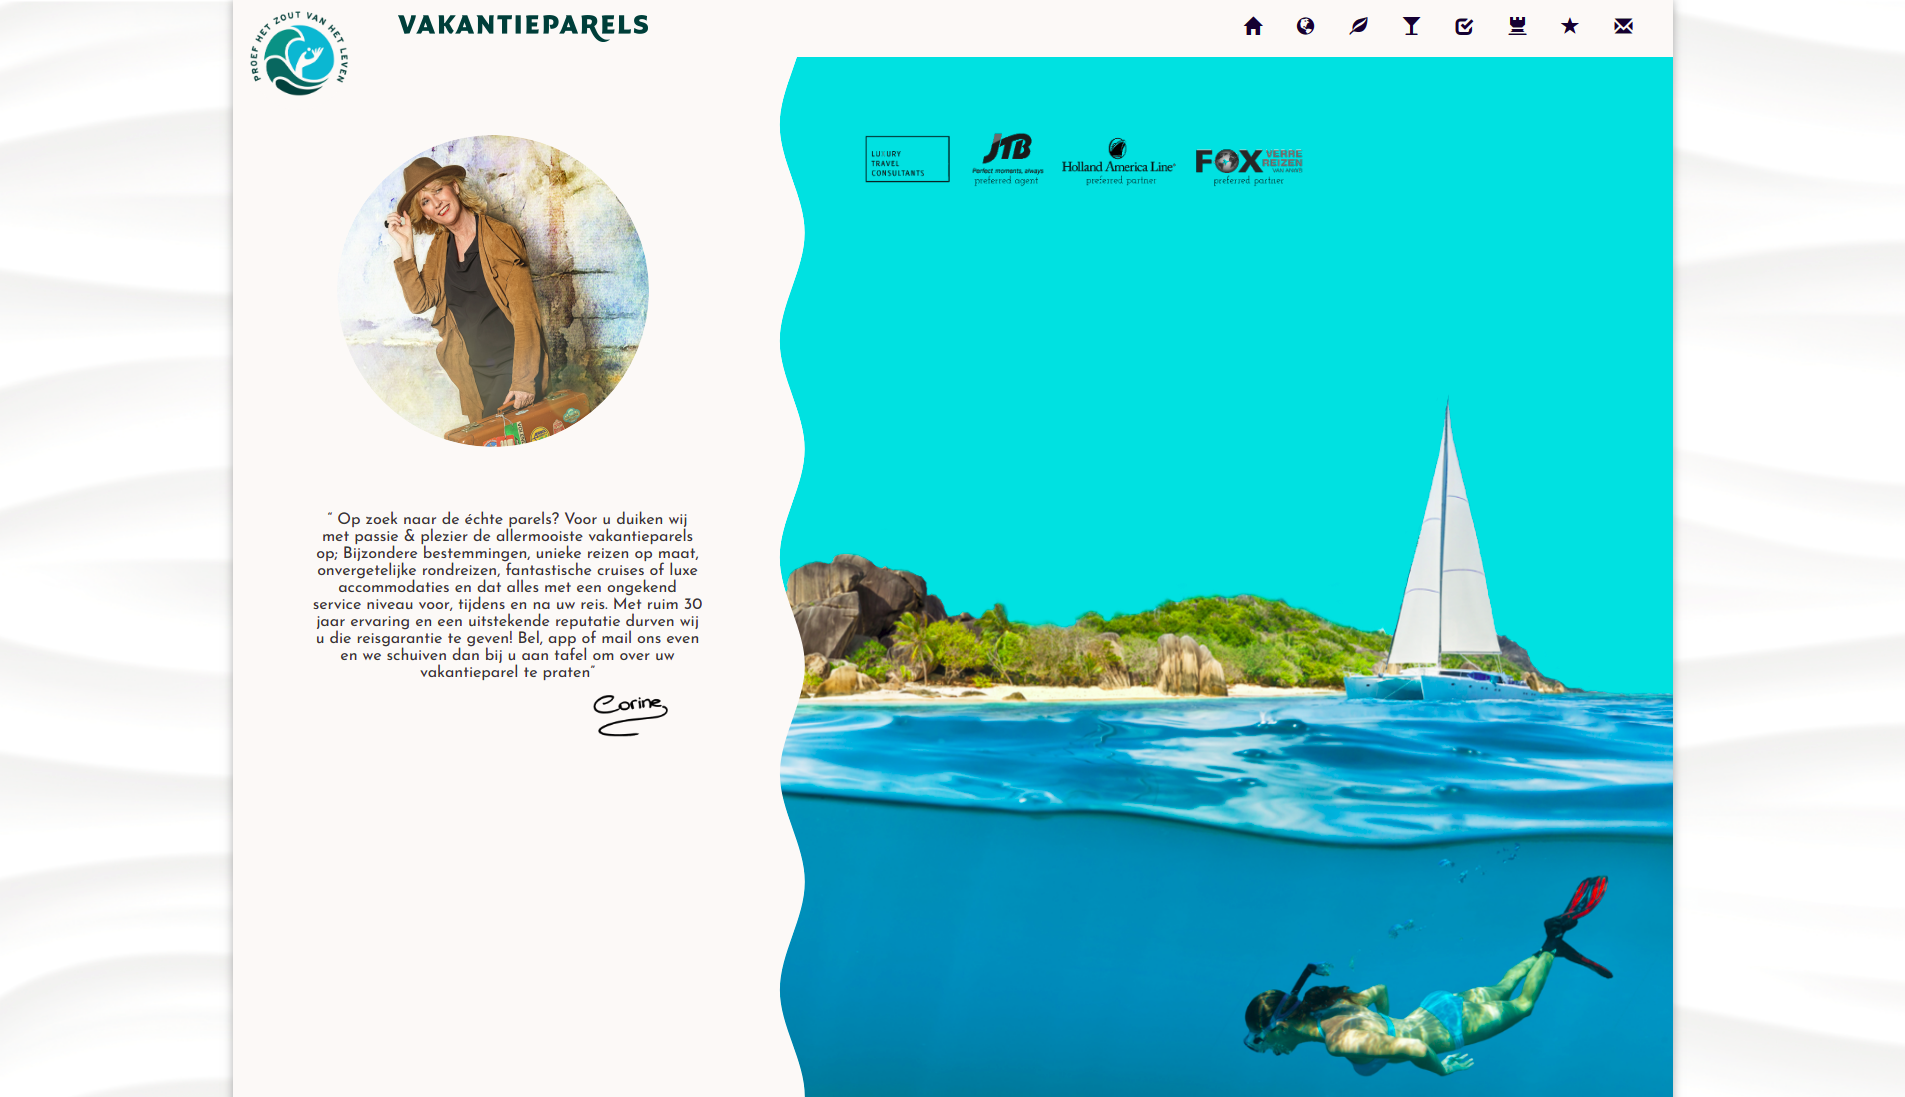 PROEF HET ZOUT VAN HET LEVEN
VAKANTIEPARELS
LUXURY
TRAVEL
CONSULTANTS
JTB
Perfect moments, always
preferred agent
Holland America Line
preferred partner
FOX VERRE
REIZEN
VAN ANWB
preferred partner
“ Op zoek naar de échte parels? Voor u duiken wij
met passie & plezier de allermooiste vakantieparels
op; Bijzondere bestemmingen, unieke reizen op maat,
onvergetelijke rondreizen, fantastische cruises of luxe
accommodaties en dat alles met een ongekend
service niveau voor, tijdens en na uw reis. Met ruim 30
jaar ervaring en een uitstekende reputatie durven wij
u die reisgarantie te geven! Bel, app of mail ons even
en we schuiven dan bij u aan tafel om over uw
vakantieparel te praten”
Corine